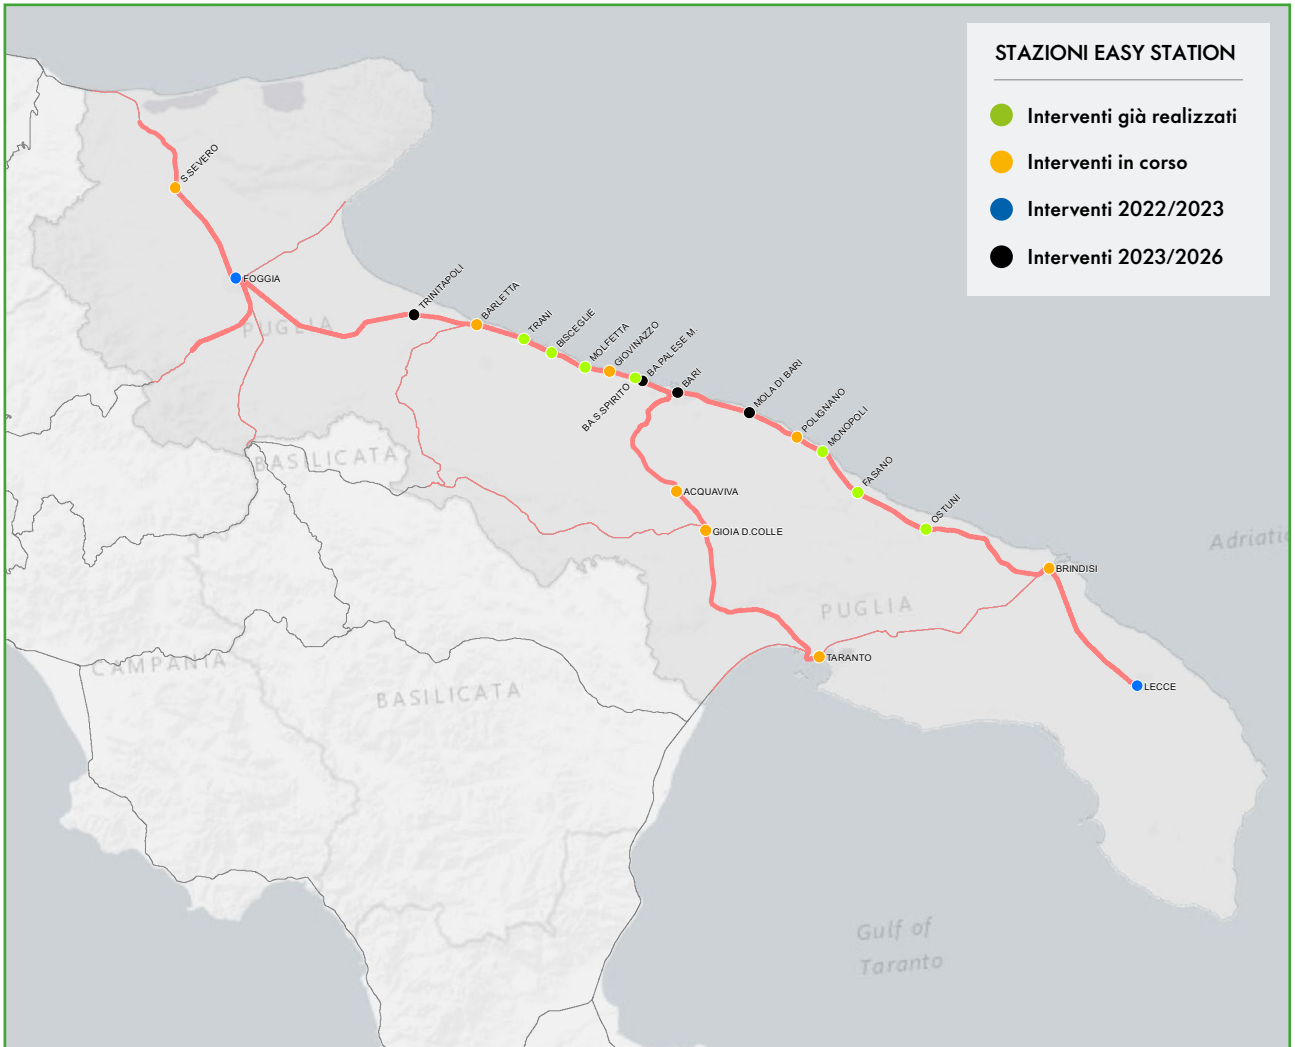 STAZIONI EASY STATION
Interventi già realizzati
Interventi in corso
Interventi 2022/2023
Interventi 2023/2026
S.SEVERO
FOGGIA
PUGLIA
TRINITAPOLI
BARLETTA
TRANI
BISCEGLIE
MOLFETTA
GIOVINAZZO
BA.PALESE M.
BA.S.SPIRITO
BARI
MOLA DI BARI
POLIGNANO
MONOPOLI
BASILICATA
FASANO
ACQUAVIVA
OSTUNI
GIOIA D.COLLE
Adriatic
BRINDISI
PUGLIA
TARANTO
CAMPANIA
BASILICATA
LECCE
Gulf of
Taranto